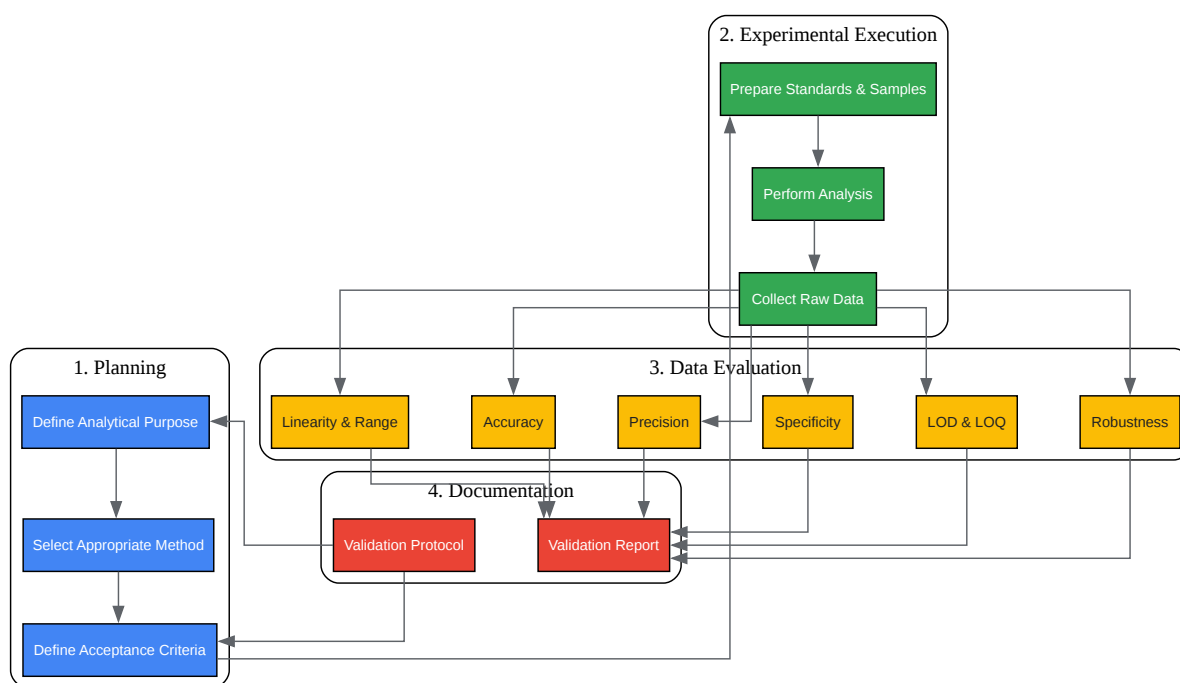 2. Experimental Execution
Prepare Standards & Samples
Perform Analysis
Collect Raw Data
1. Planning
Define Analytical Purpose
Select Appropriate Method
Define Acceptance Criteria
3. Data Evaluation
Linearity & Range
Accuracy
Precision
Specificity
LOD & LOQ
Robustness
4. Documentation
Validation Protocol
Validation Report